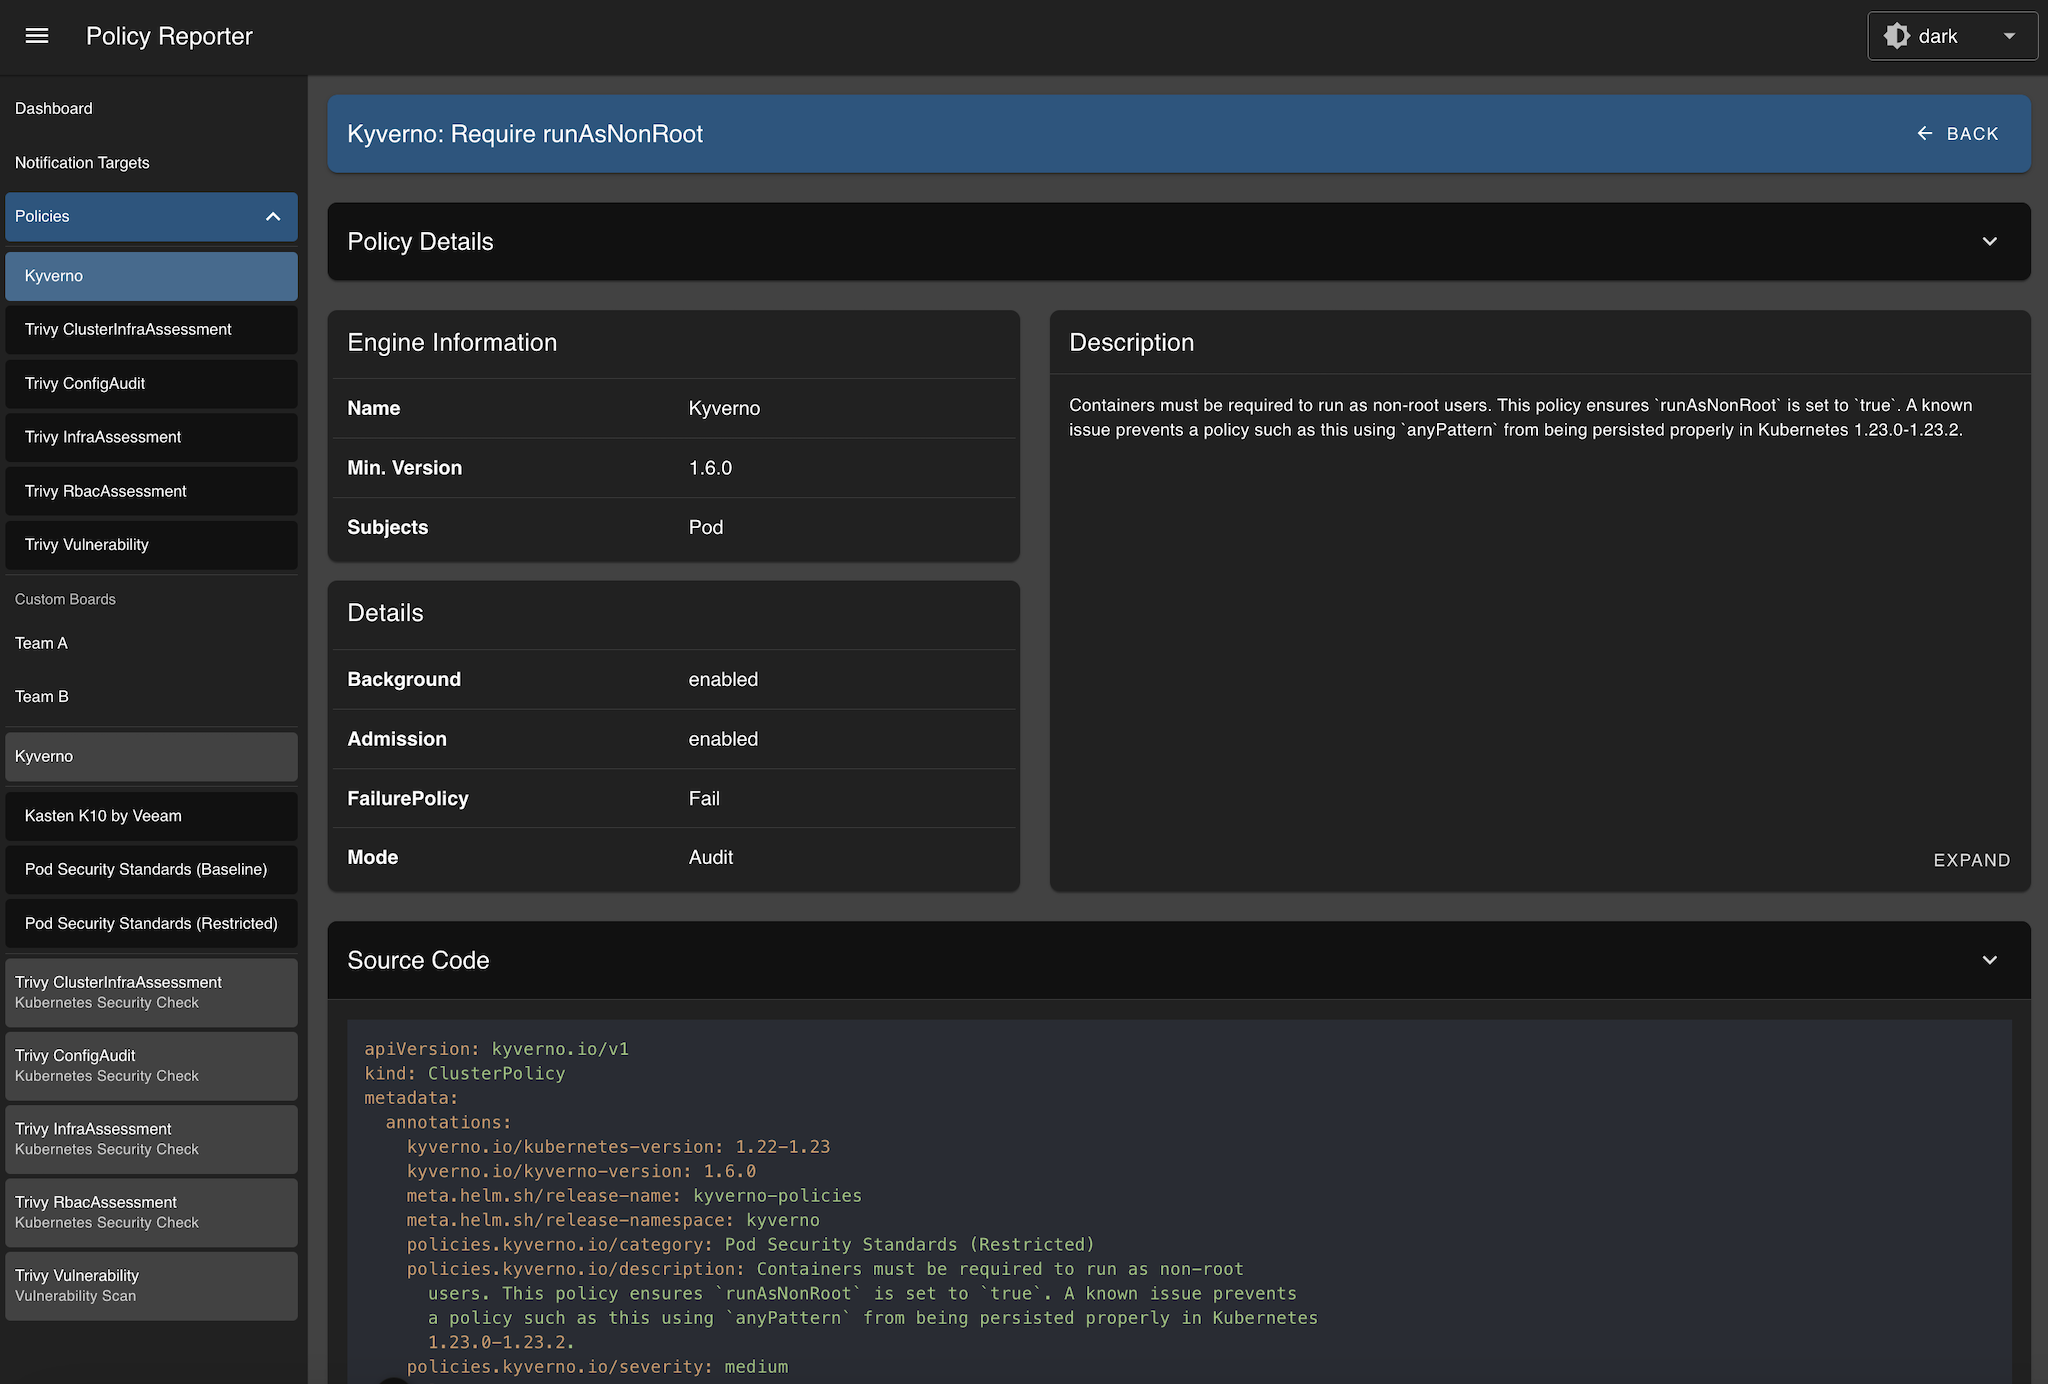 Policy Reporter
dark
Dashboard
Notification Targets
Policies
Kyverno
Trivy ClusterInfraAssessment
Trivy ConfigAudit
Trivy InfraAssessment
Trivy RbacAssessment
Trivy Vulnerability
Custom Boards
Team A
Team B
Kyverno
Kasten K10 by Veeam
Pod Security Standards (Baseline)
Pod Security Standards (Restricted)
Trivy ClusterInfraAssessment
Kubernetes Security Check
Trivy ConfigAudit
Kubernetes Security Check
Trivy InfraAssessment
Kubernetes Security Check
Trivy RbacAssessment
Kubernetes Security Check
Trivy Vulnerability
Vulnerability Scan
Kyverno: Require runAsNonRoot
BACK
Policy Details
Engine Information
Name Kyverno
Min. Version 1.6.0
Subjects Pod
Details
Background enabled
Admission enabled
FailurePolicy Fail
Mode Audit
Description
Containers must be required to run as non-root users. This policy ensures `runAsNonRoot` is set to `true`. A known
issue prevents a policy such as this using `anyPattern` from being persisted properly in Kubernetes 1.23.0-1.23.2.
EXPAND
Source Code
apiVersion: kyverno.io/v1
kind: ClusterPolicy
metadata:
  annotations:
    kyverno.io/kubernetes-version: 1.22-1.23
    kyverno.io/kyverno-version: 1.6.0
    meta.helm.sh/release-name: kyverno-policies
    meta.helm.sh/release-namespace: kyverno
    policies.kyverno.io/category: Pod Security Standards (Restricted)
    policies.kyverno.io/description: Containers must be required to run as non-root
      users. This policy ensures `runAsNonRoot` is set to `true`. A known issue prevents
      a policy such as this using `anyPattern` from being persisted properly in Kubernetes
      1.23.0-1.23.2.
    policies.kyverno.io/severity: medium